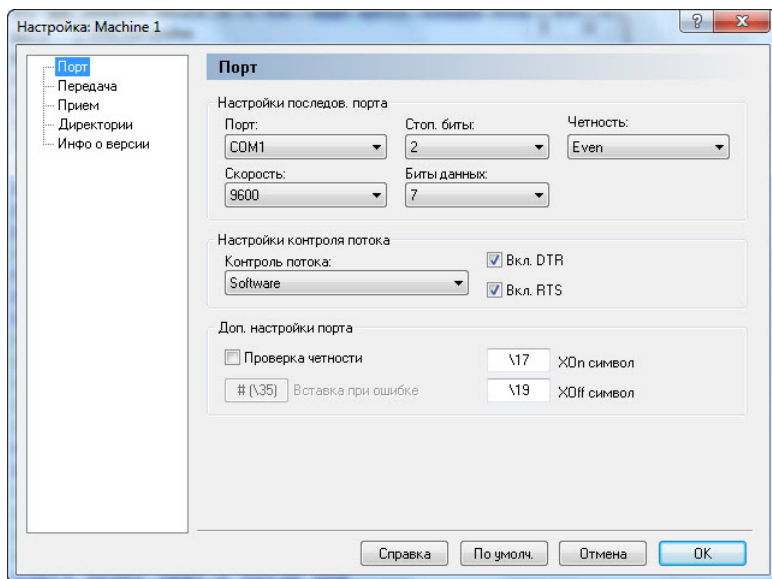 Настройка: Machine 1
Порт
Передача
Прием
Директории
Инфо о версии
Порт
Настройки последов. порта
Порт:
Стоп. биты:
Четность:
COM1
2
Even
Скорость:
Биты данных:
9600
7
Настройки контроля потока
Контроль потока:
Software
Вкл. DTR
Вкл. RTS
Доп. настройки порта
Проверка четности
\17
XOn символ
# (\35)
Вставка при ошибке
\19
XOff символ
Справка
По умолч.
Отмена
OK